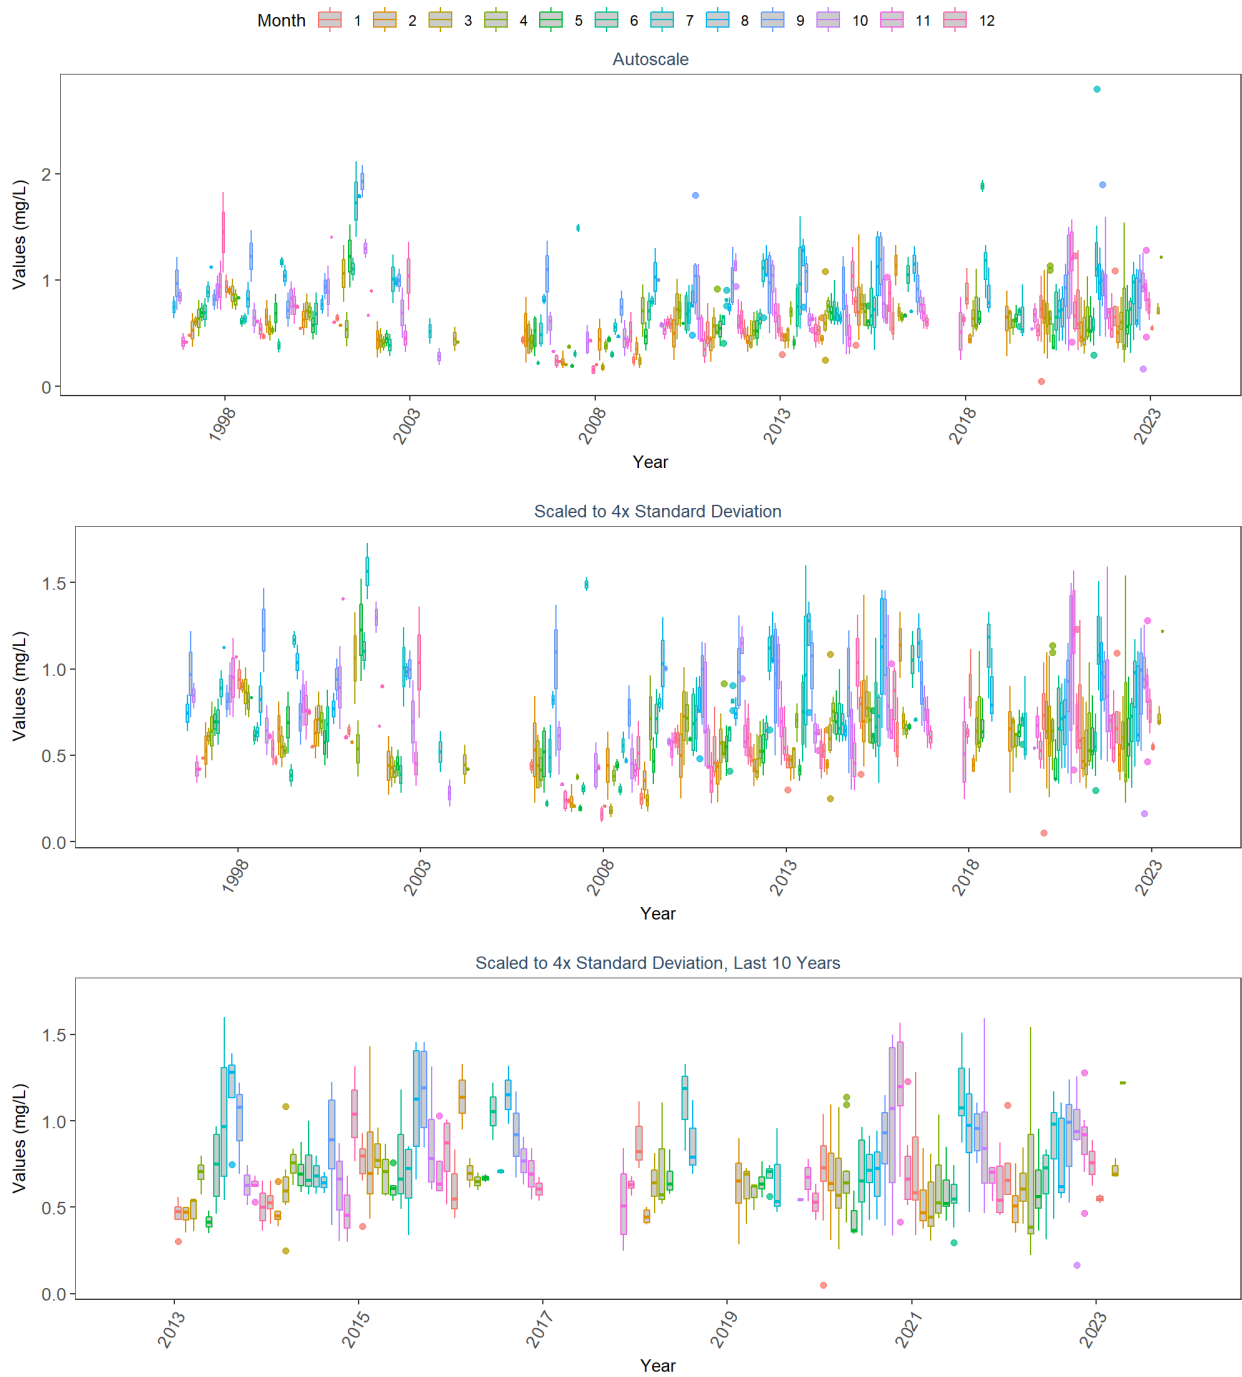 Month 1 2 3 4 5 6 7 8 9 10 11 12
Autoscale
Values (mg/L)
2
1
0
1998 2003 2008 2013 2018 2023
Year
Scaled to 4x Standard Deviation
Values (mg/L)
1.5
1.0
0.5
0.0
1998 2003 2008 2013 2018 2023
Year
Scaled to 4x Standard Deviation, Last 10 Years
Values (mg/L)
1.5
1.0
0.5
0.0
2013 2015 2017 2019 2021 2023
Year